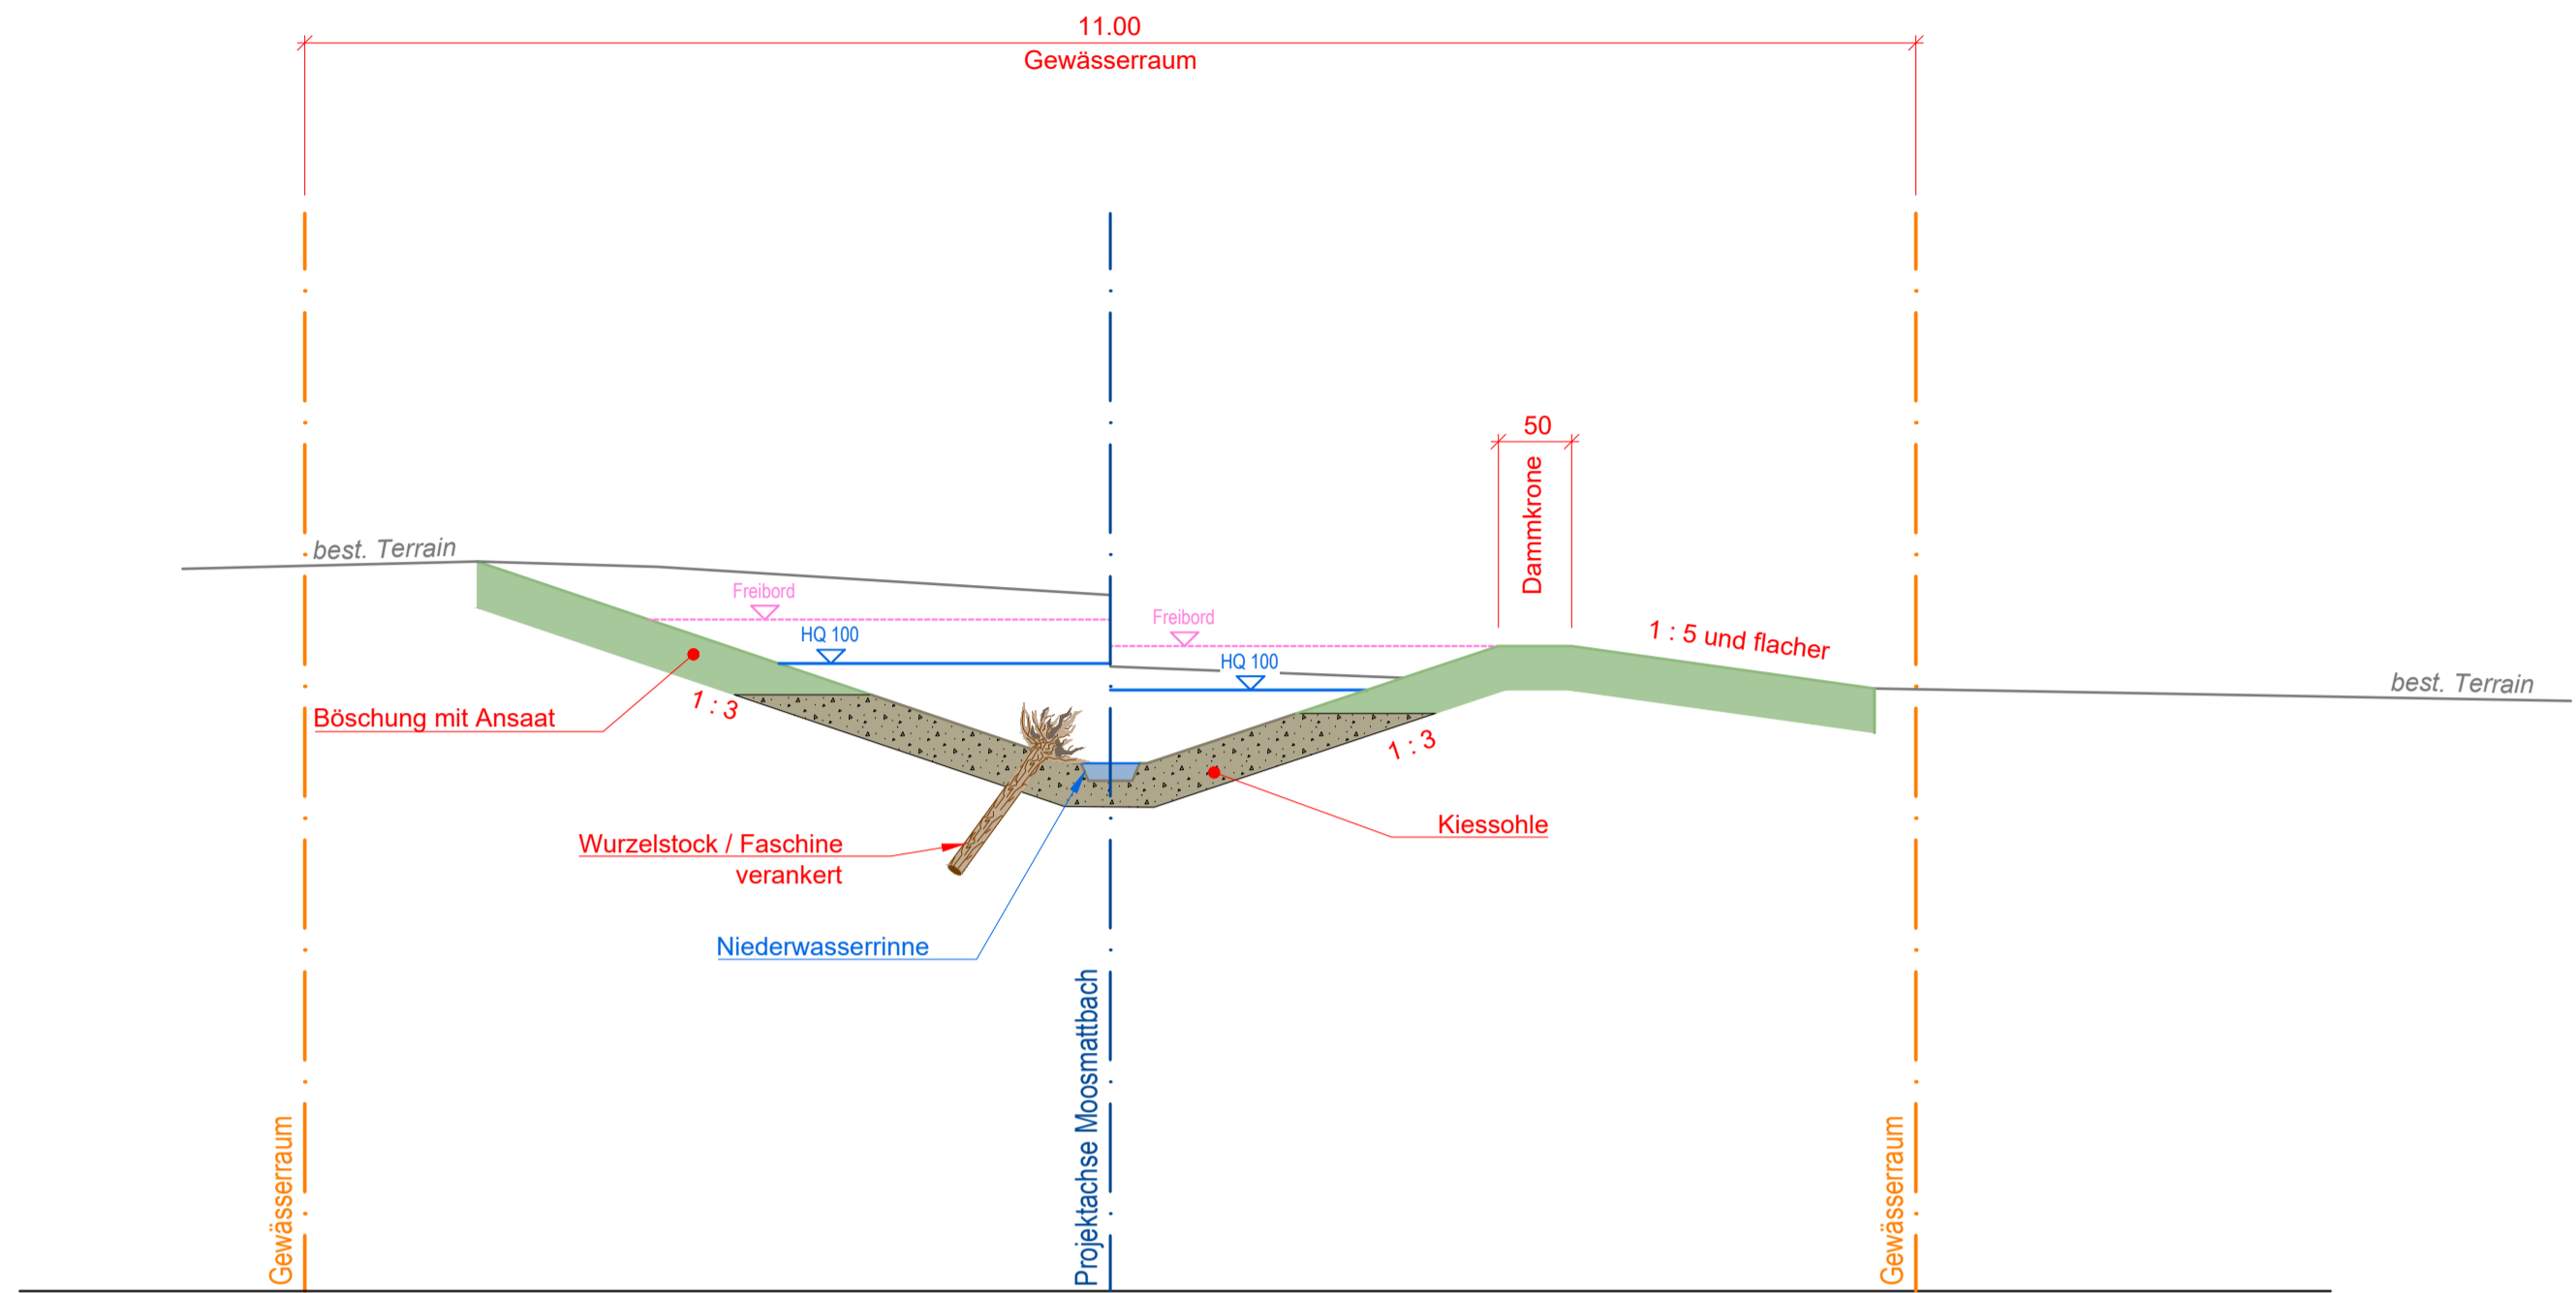 11.00
Gewässerraum
50
Dammkrone
best. Terrain
Freibord
HQ 100
Freibord
HQ 100
1 : 5 und flacher
best. Terrain
Böschung mit Ansaat
1 : 3
1 : 3
Kiessohle
Wurzelstock / Faschine
verankert
Niederwasserrinne
Gewässerraum
Projektachse Moosmattbach
Gewässerraum